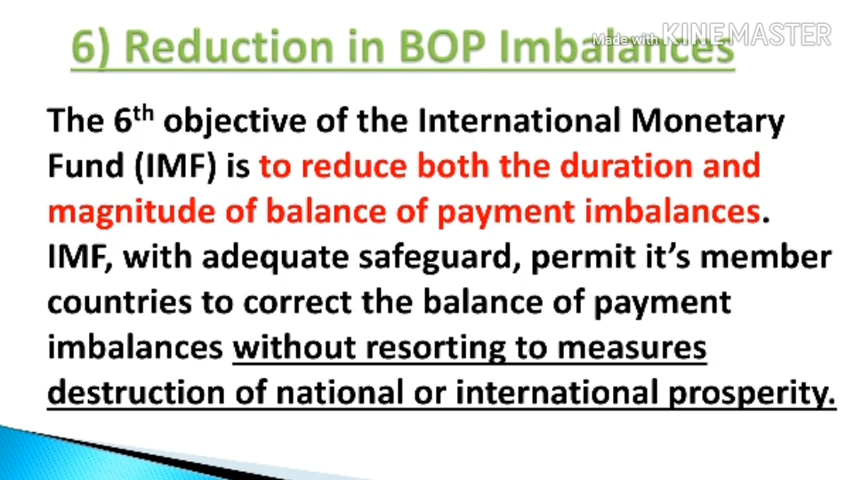 6) Reduction in BOP Imbalances
Made with KINEMASTER
The 6th objective of the International Monetary
Fund (IMF) is to reduce both the duration and
magnitude of balance of payment imbalances.
IMF, with adequate safeguard, permit it's member
countries to correct the balance of payment
imbalances without resorting to measures
destruction of national or international prosperity.